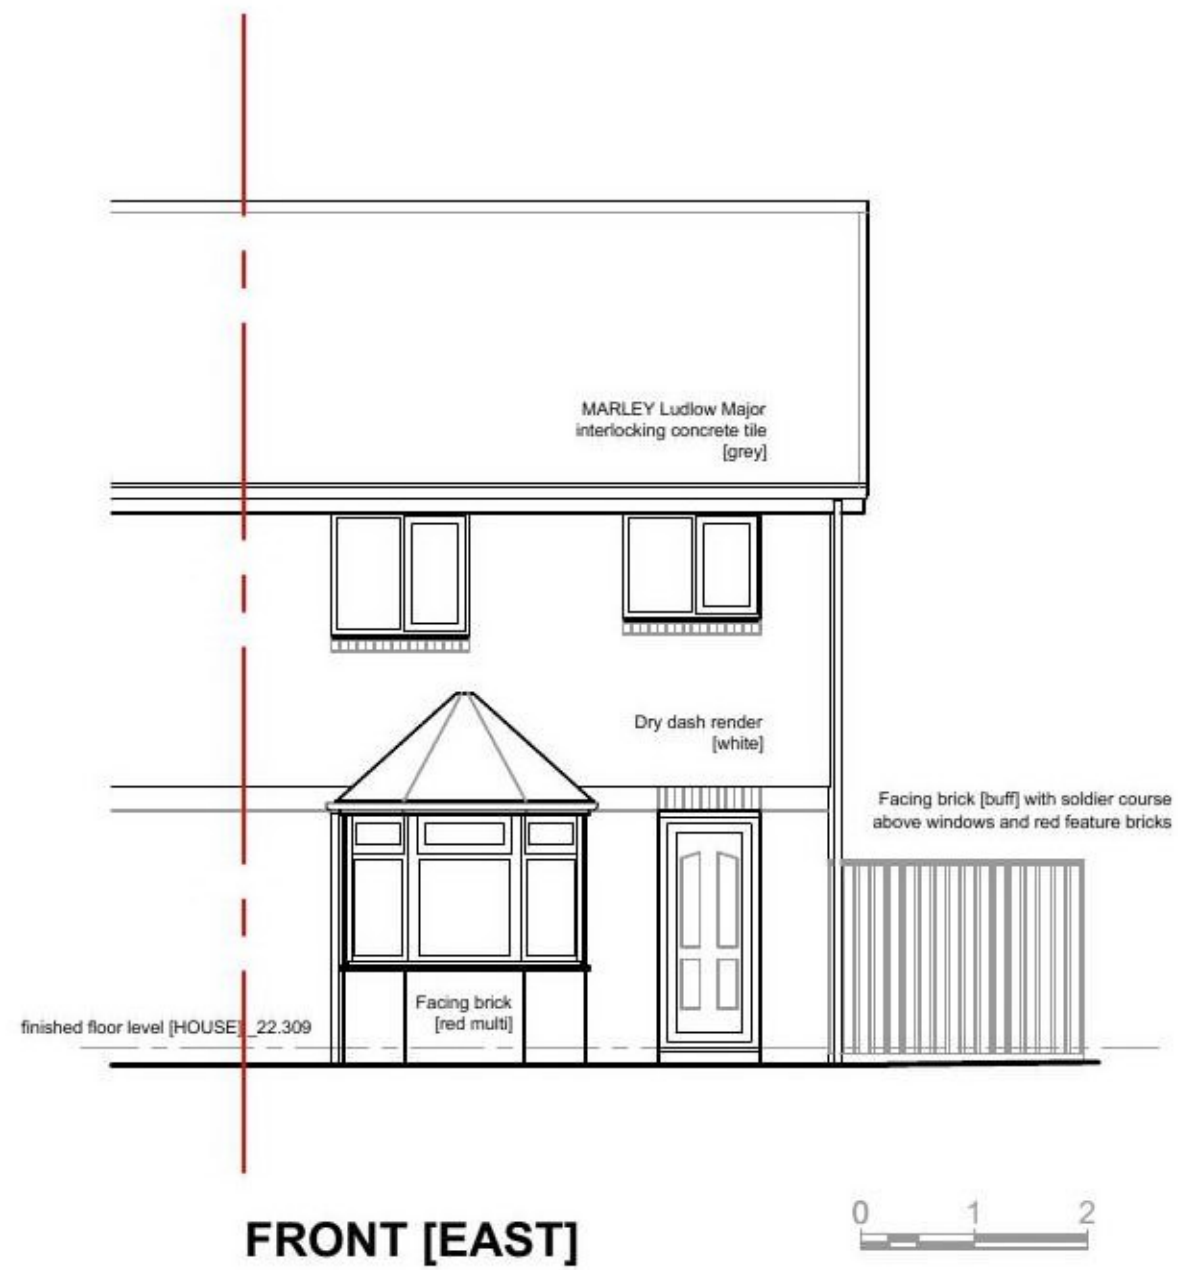 MARLEY Ludlow Major
interlocking concrete tile
[grey]
Dry dash render
[white]
Facing brick [buff] with soldier course
above windows and red feature bricks
Facing brick
[red multi]
finished floor level [HOUSE] _22.309
FRONT [EAST]
0 1 2